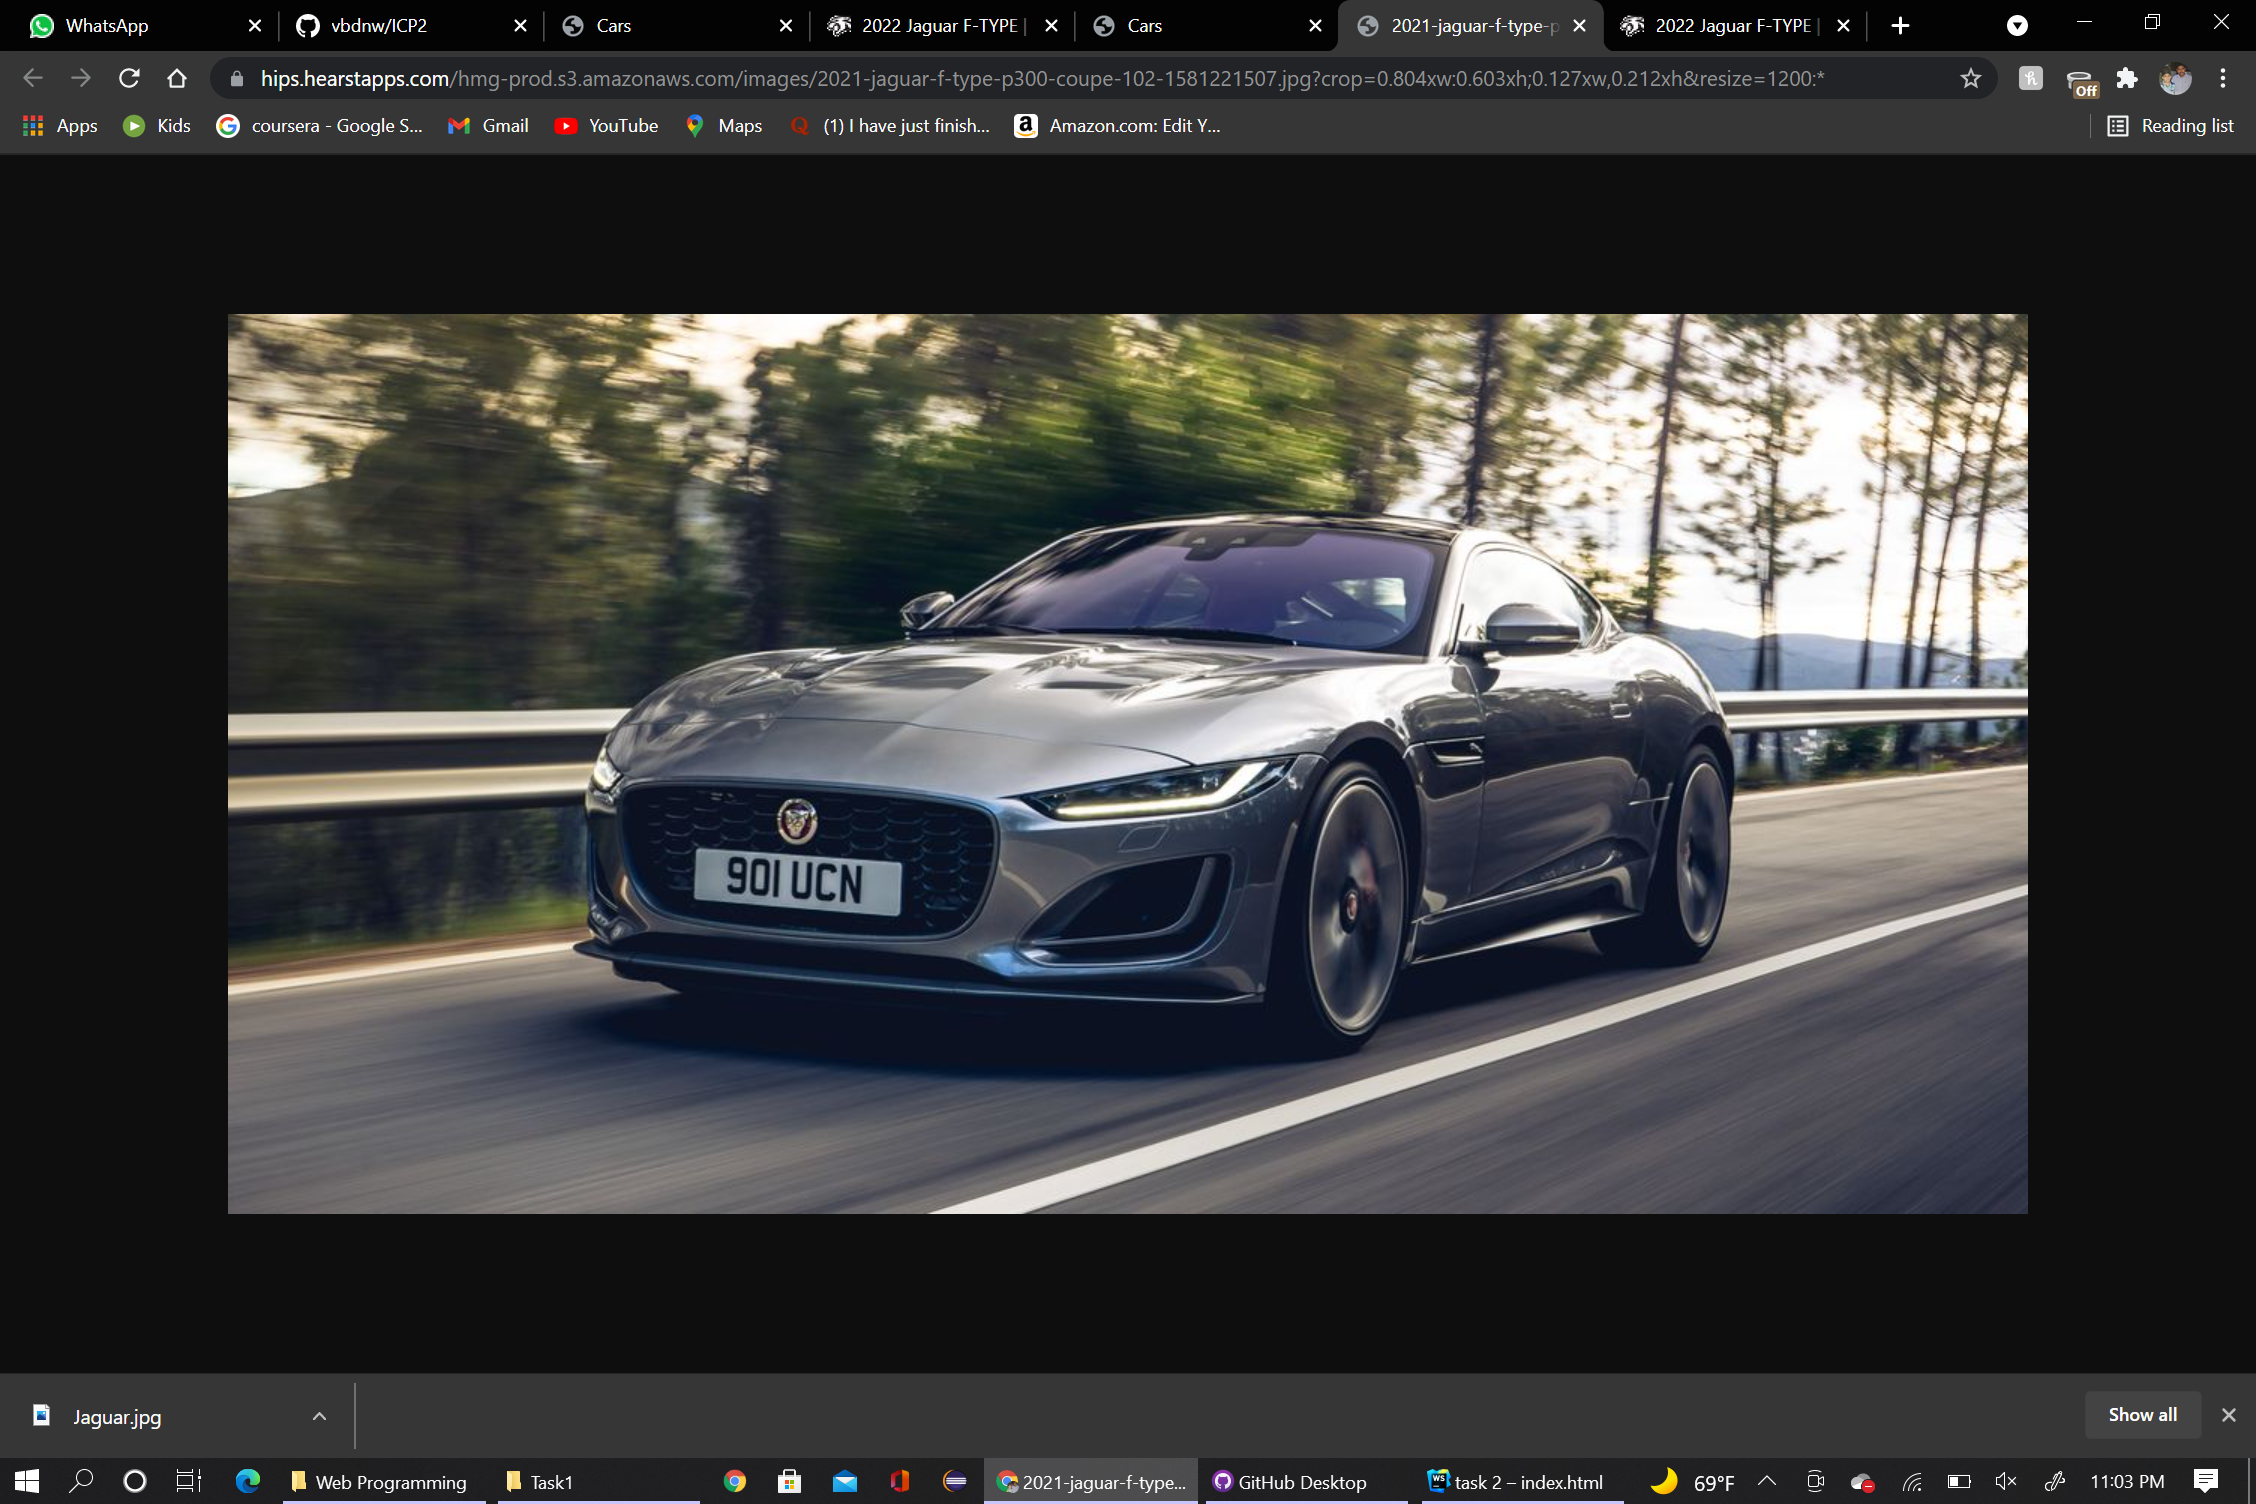 WhatsApp
vbdnw/ICP2
Cars
2022 Jaguar F-TYPE |
Cars
2021-jaguar-f-type-p
2022 Jaguar F-TYPE |
hips.hearstapps.com/hmg-prod.s3.amazonaws.com/images/2021-jaguar-f-type-p300-coupe-102-1581221507.jpg?crop=0.804xw:0.603xh;0.127xw,0.212xh&resize=1200:*
Off
Apps
Kids
coursera - Google S...
Gmail
YouTube
Maps
(1) I have just finish...
Amazon.com: Edit Y...
Reading list
901 UCN
Jaguar.jpg
Show all
Web Programming
Task1
2021-jaguar-f-type...
GitHub Desktop
WS
task 2 – index.html
69°F
11:03 PM